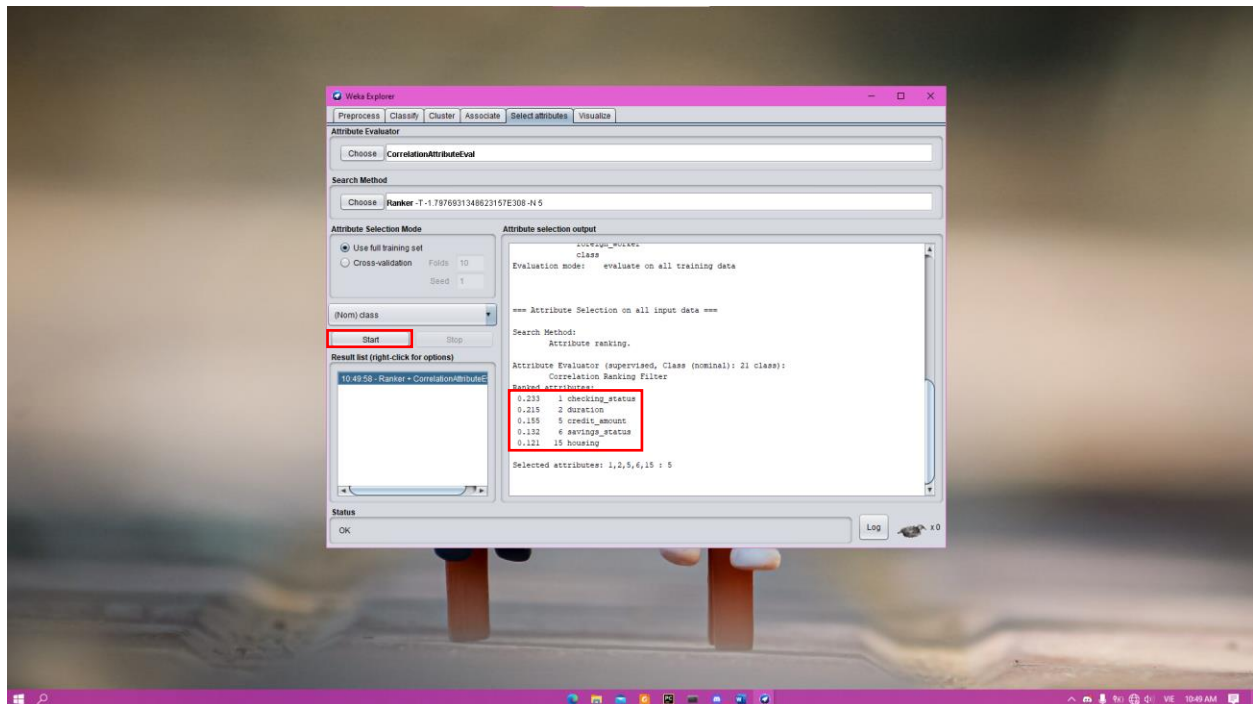 Weka Explorer
Preprocess Classify Cluster Associate Select attributes Visualize
Attribute Evaluator
Choose CorrelationAttributeEval
Search Method
Choose Ranker -T -1.7976931348623157E308 -N 5
Attribute Selection Mode
Use full training set
Cross-validation Folds 10
Seed 1
(Nom) class
Start Stop
Result list (right-click for options)
10:49:58 - Ranker + CorrelationAttributeE
Attribute selection output
foreign_worker
class
Evaluation mode: evaluate on all training data
=== Attribute Selection on all input data ===
Search Method:
Attribute ranking.
Attribute Evaluator (supervised, Class (nominal): 21 class):
Correlation Ranking Filter
Ranked attributes:
0.233 1 checking_status
0.215 2 duration
0.155 5 credit_amount
0.132 6 savings_status
0.121 15 housing
Selected attributes: 1,2,5,6,15 : 5
Status
OK
Log x 0
VIE 10:49 AM